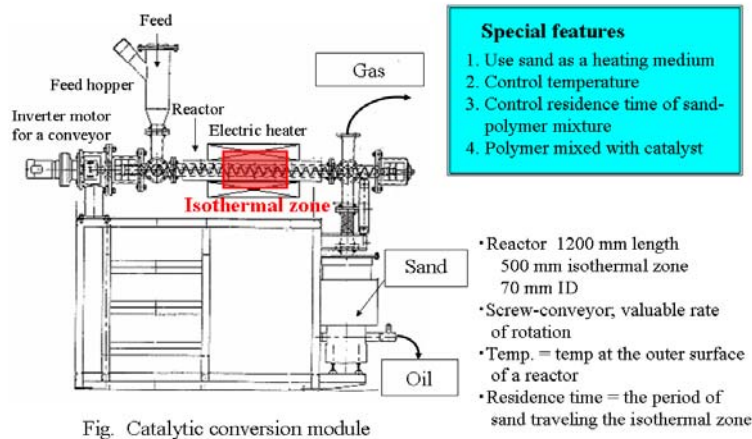 Feed
Feed hopper
Inverter motor
for a conveyor
Reactor
Electric heater
Isothermal zone
Gas
Sand
Oil
Special features
1. Use sand as a heating medium
2. Control temperature
3. Control residence time of sand-
polymer mixture
4. Polymer mixed with catalyst
・Reactor 1200 mm length
500 mm isothermal zone
70 mm ID
・Screw-conveyor; valuable rate
of rotation
・Temp. = temp at the outer surface
of a reactor
・Residence time = the period of
sand traveling the isothermal zone
Fig. Catalytic conversion module